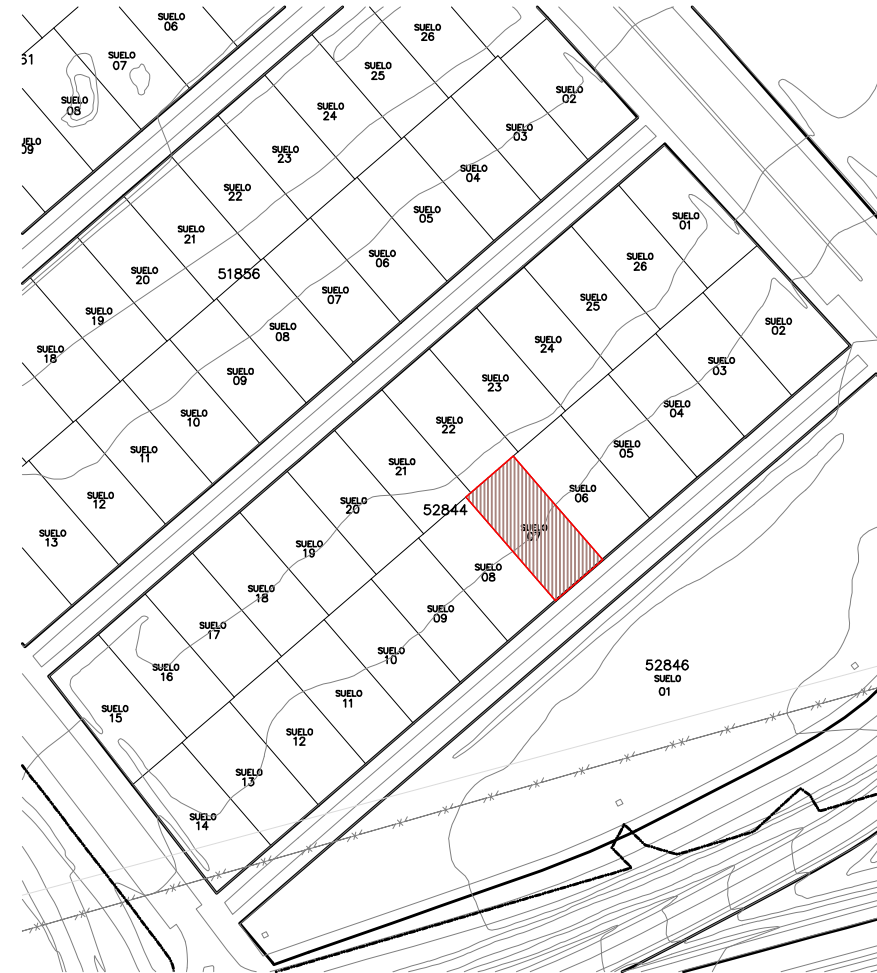 SUELO
06
SUELO
07
SUELO
08
51
09
SUELO
26
SUELO
25
SUELO
24
SUELO
23
SUELO
22
SUELO
21
SUELO
20
SUELO
19
SUELO
18
SUELO
02
SUELO
03
SUELO
04
SUELO
05
SUELO
06
SUELO
07
SUELO
08
SUELO
09
SUELO
10
SUELO
11
SUELO
12
SUELO
13
51856
SUELO
01
SUELO
26
SUELO
25
SUELO
24
SUELO
23
SUELO
22
SUELO
21
SUELO
20
SUELO
19
SUELO
18
SUELO
17
SUELO
16
SUELO
15
52844
SUELO
02
SUELO
03
SUELO
04
SUELO
05
SUELO
06
SUELO
07
SUELO
08
SUELO
09
SUELO
10
SUELO
11
SUELO
12
SUELO
13
SUELO
14
52846
SUELO
01